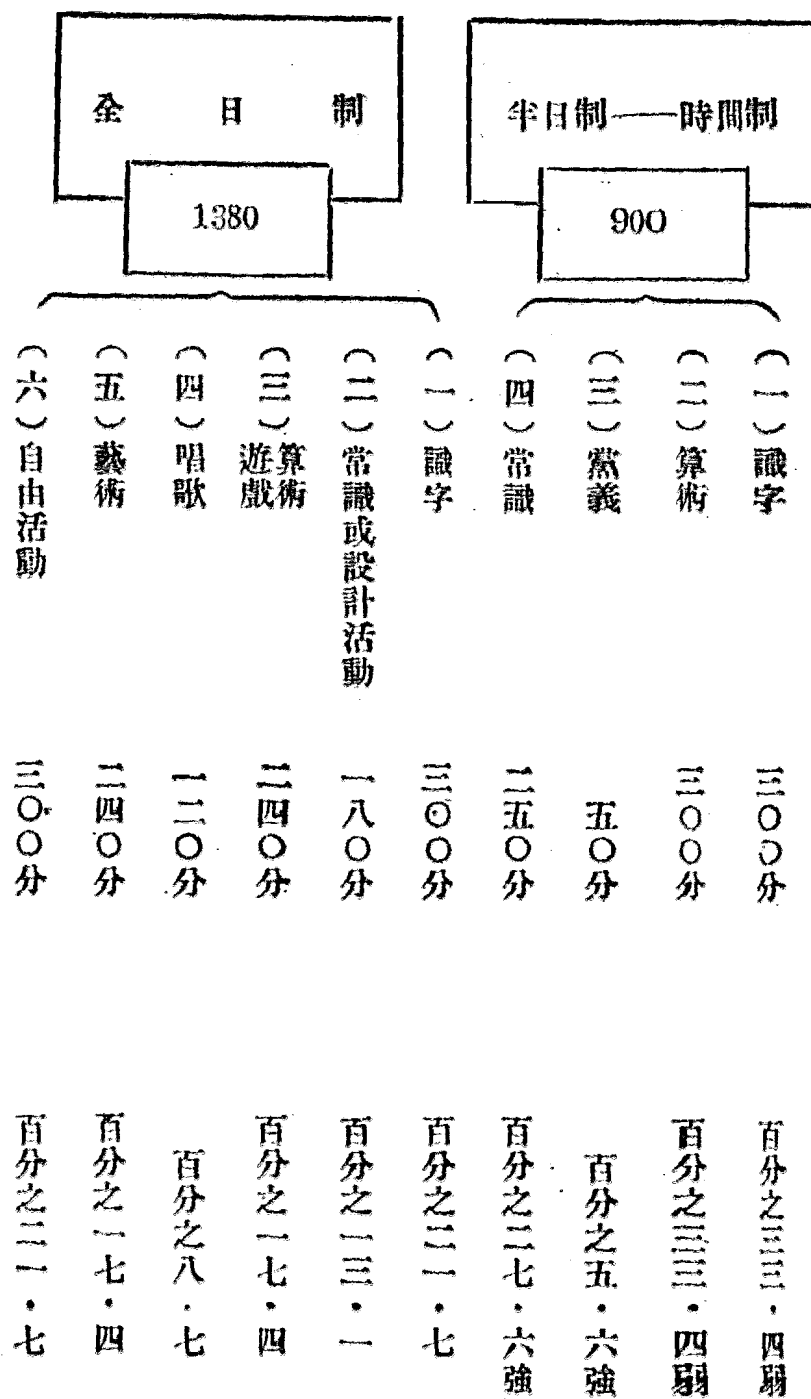 半日制——時間制
900
(一)識字 三〇〇分 百分之三三・四弱
(二)算術 三〇〇分 百分之三三・四弱
(三)黨義 五〇分 百分之五・六強
(四)常識 二五〇分 百分之二七・六強
全日制
1380
(一)識字 三〇〇分 百分之二一・七
(二)常識或設計活動 一八〇分 百分之一三・一
(三)算術遊戲 二四〇分 百分之一七・四
(四)唱歌 一二〇分 百分之八・七
(五)藝術 二四〇分 百分之一七・四
(六)自由活動 三〇〇分 百分之二一・七